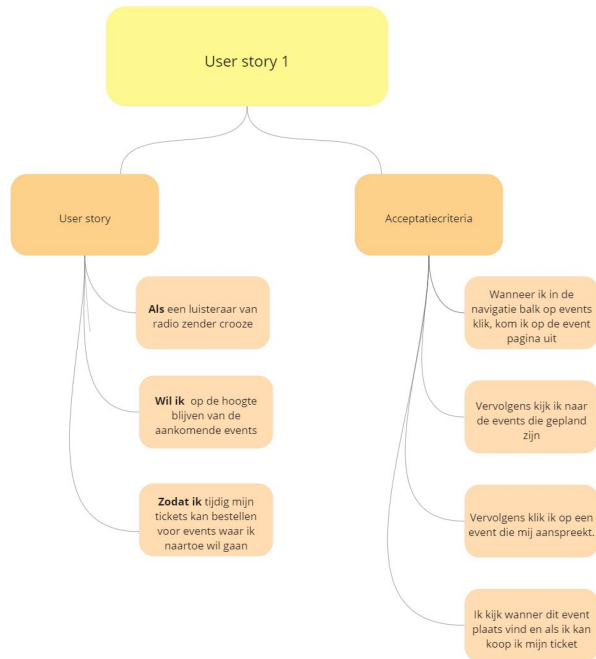 User story 1
User story
Als een luisteraar van
radio zender crooze
Wil ik op de hoogte
blijven van de
aankomende events
Zodat ik tijdig mijn
tickets kan bestellen
voor events waar ik
naartoe wil gaan
Acceptatiecriteria
Wanneer ik in de
navigatie balk op events
klik, kom ik op de event
pagina uit
Vervolgens kijk ik naar
de events die gepland
zijn
Vervolgens klik ik op een
event die mij aanspreekt.
Ik kijk wanner dit event
plaats vind en als ik kan
koop ik mijn ticket